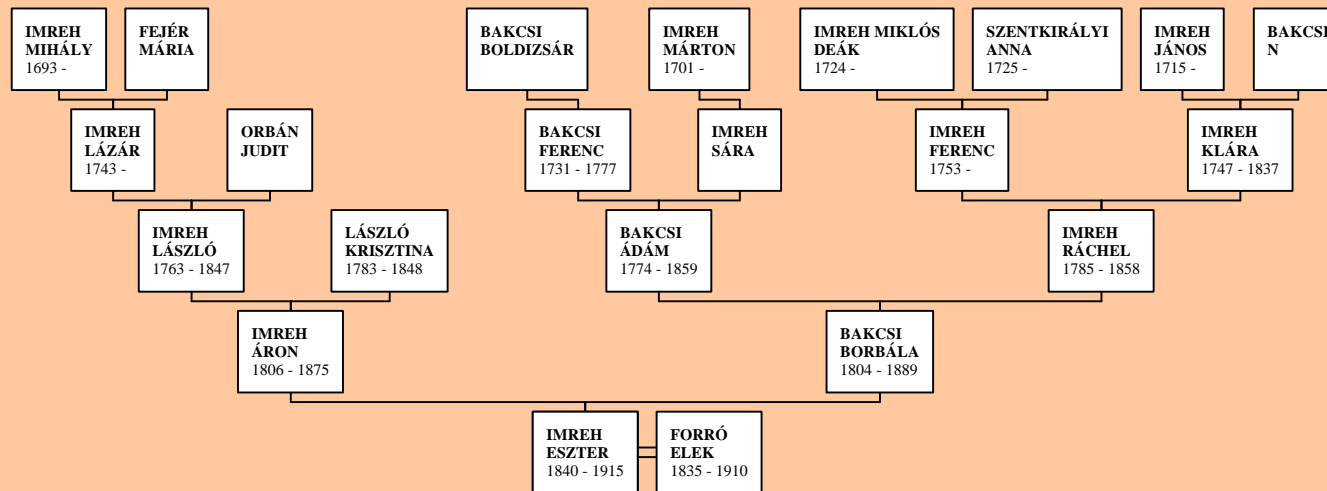 IMREH
MIHÁLY
1693 -
FEJÉR
MÁRIA
BAKCSI
BOLDIZSÁR
IMREH
MÁRTON
1701 -
IMREH MIKLÓS
DEÁK
1724 -
SZENTKIRÁLYI
ANNA
1725 -
IMREH
JÁNOS
1715 -
BAKCSI
N
IMREH
LÁZÁR
1743 -
ORBÁN
JUDIT
BAKCSI
FERENC
1731 - 1777
IMREH
SÁRA
IMREH
FERENC
1753 -
IMREH
KLÁRA
1747 - 1837
IMREH
LÁSZLÓ
1763 - 1847
LÁSZLÓ
KRISZTINA
1783 - 1848
BAKCSI
ÁDÁM
1774 - 1859
IMREH
RÁCHEL
1785 - 1858
IMREH
ÁRON
1806 - 1875
BAKCSI
BORBÁLA
1804 - 1889
IMREH
ESZTER
1840 - 1915
FORRÓ
ELEK
1835 - 1910